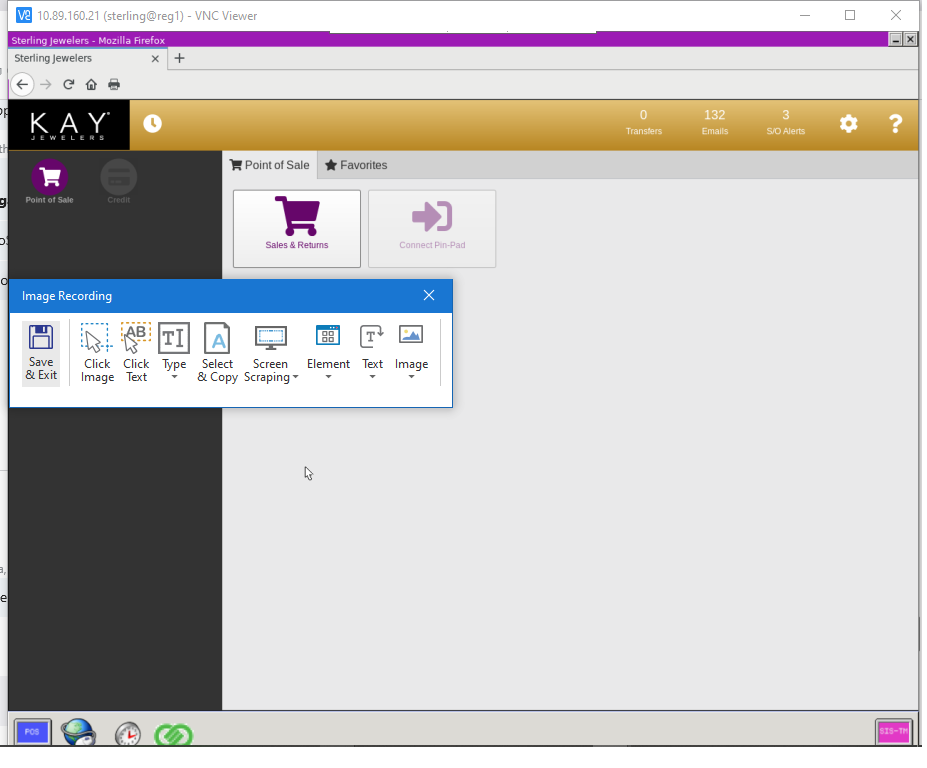 10.89.160.21 (sterling@reg1) - VNC Viewer
Sterling Jewelers - Mozilla Firefox
Sterling Jewelers
KAY
JEWELERS
0 132 3
Transfers Emails S/O Alerts
Point of Sale Favorites
Point of Sale Credit
Sales & Returns Connect Pin-Pad
Image Recording
Save & Exit
Click Image
Click Text
Type
Select & Copy
Screen Scraping
Element
Text
Image
POS
SIS-TM